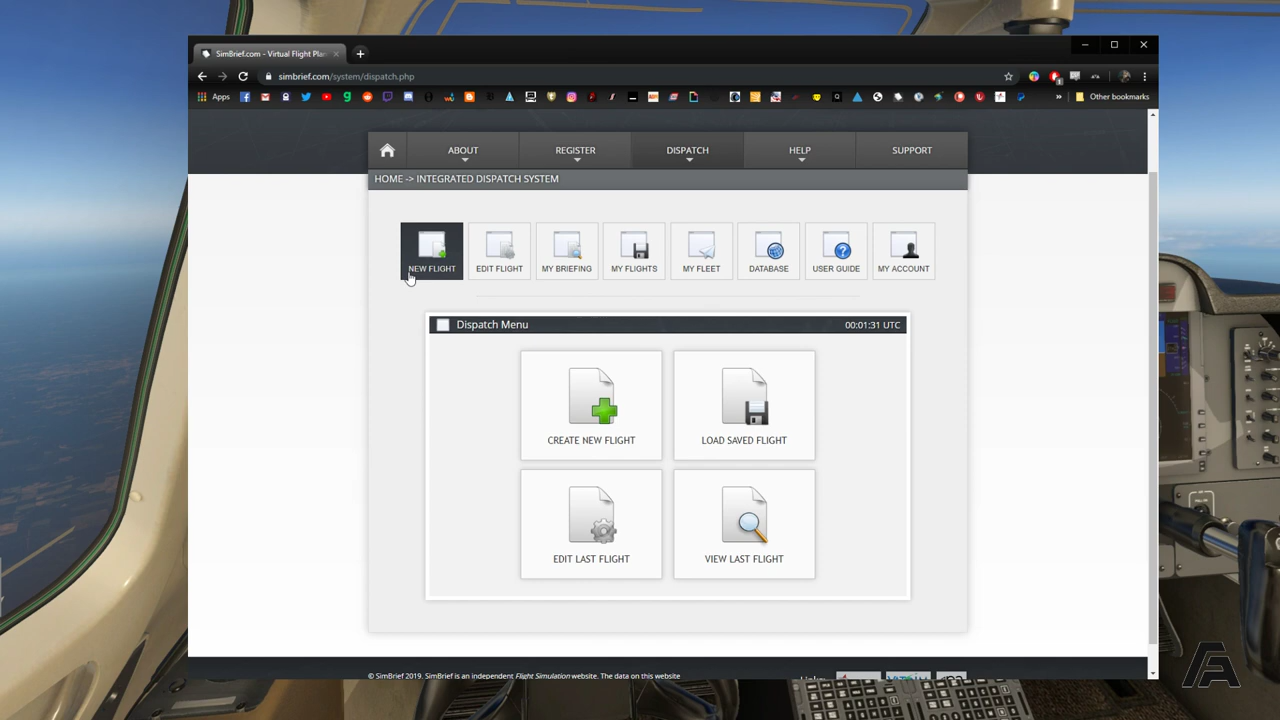 SimBrief.com - Virtual Flight Plan
simbrief.com/system/dispatch.php
Apps
Other bookmarks
ABOUT
REGISTER
DISPATCH
HELP
SUPPORT
HOME -> INTEGRATED DISPATCH SYSTEM
NEW FLIGHT
EDIT FLIGHT
MY BRIEFING
MY FLIGHTS
MY FLEET
DATABASE
USER GUIDE
MY ACCOUNT
Dispatch Menu
00:01:31 UTC
CREATE NEW FLIGHT
LOAD SAVED FLIGHT
EDIT LAST FLIGHT
VIEW LAST FLIGHT
© SimBrief 2019. SimBrief is an independent Flight Simulation website. The data on this website